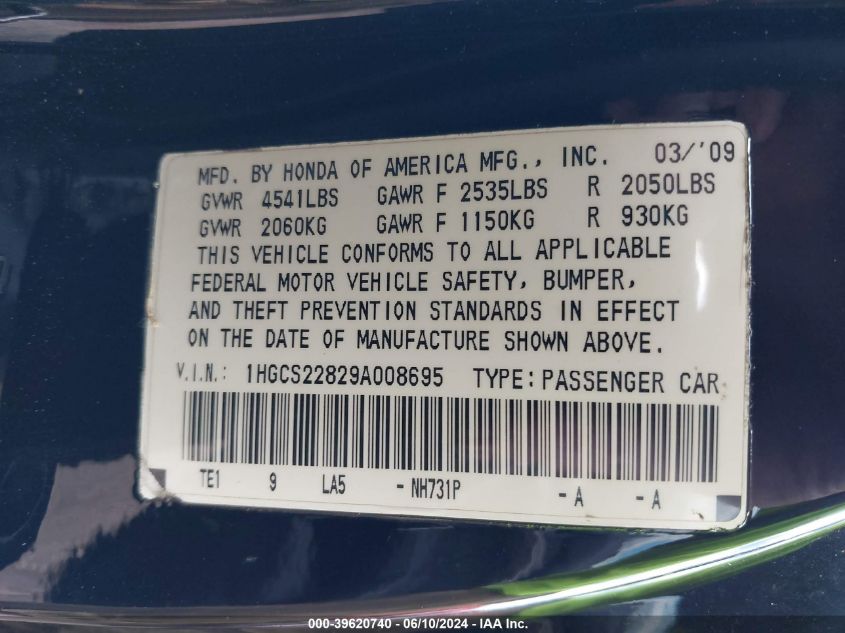 MFD. BY HONDA OF AMERICA MFG., INC. 03/'09
GVWR 4541LBS GAWR F 2535LBS R 2050LBS
GVWR 2060KG GAWR F 1150KG R 930KG
THIS VEHICLE CONFORMS TO ALL APPLICABLE
FEDERAL MOTOR VEHICLE SAFETY, BUMPER,
AND THEFT PREVENTION STANDARDS IN EFFECT
ON THE DATE OF MANUFACTURE SHOWN ABOVE.
V.I.N.: 1HGCS22829A008695 TYPE: PASSENGER CAR
TE1 9 LA5 -NH731P -A -A
000-39620740 - 06/10/2024 - IAA Inc.